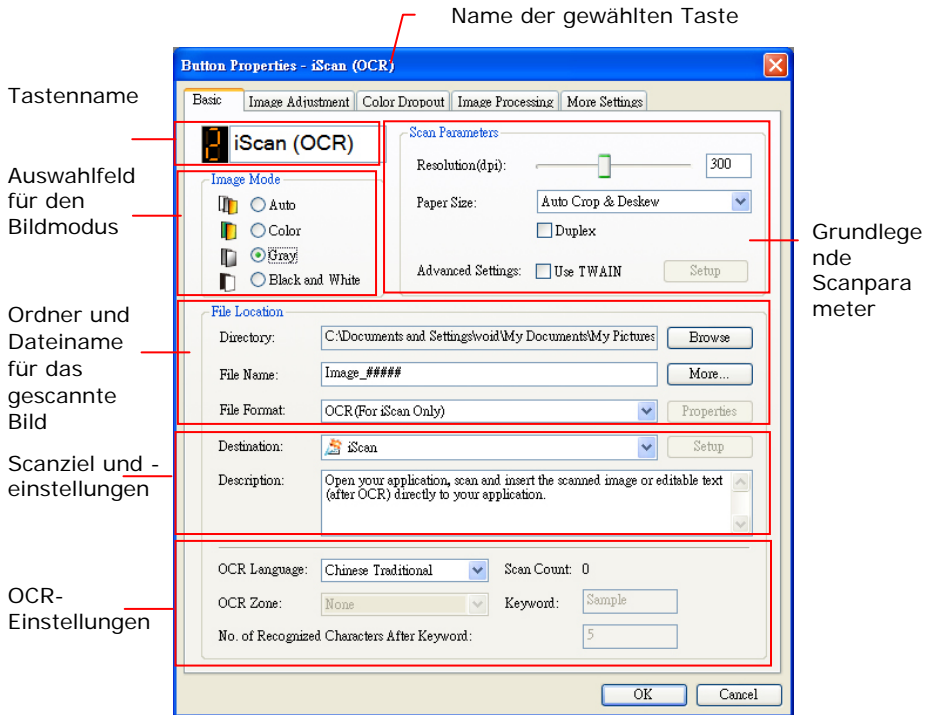 Name der gewählten Taste
Button Properties - iScan (OCR)
Tastenname
Basic Image Adjustment Color Dropout Image Processing More Settings
2 iScan (OCR)
Auswahlfeld
für den
Bildmodus
Image Mode
Auto
Color
Gray
Black and White
Scan Parameters
Resolution(dpi): 300
Paper Size: Auto Crop & Deskew
Duplex
Advanced Settings: Use TWAIN Setup
Grundlege
nde
Scanpara
meter
Ordner und
Dateiname
für das
gescannte
Bild
File Location
Directory: C:\Documents and Settings\void\My Documents\My Pictures Browse
File Name: Image_##### More...
File Format: OCR(For iScan Only) Properties
Scanziel und -
einstellungen
Destination: iScan Setup
Description: Open your application, scan and insert the scanned image or editable text
(after OCR) directly to your application.
OCR-
Einstellungen
OCR Language: Chinese Traditional Scan Count: 0
OCR Zone: None Keyword: Sample
No. of Recognized Characters After Keyword: 5
OK Cancel